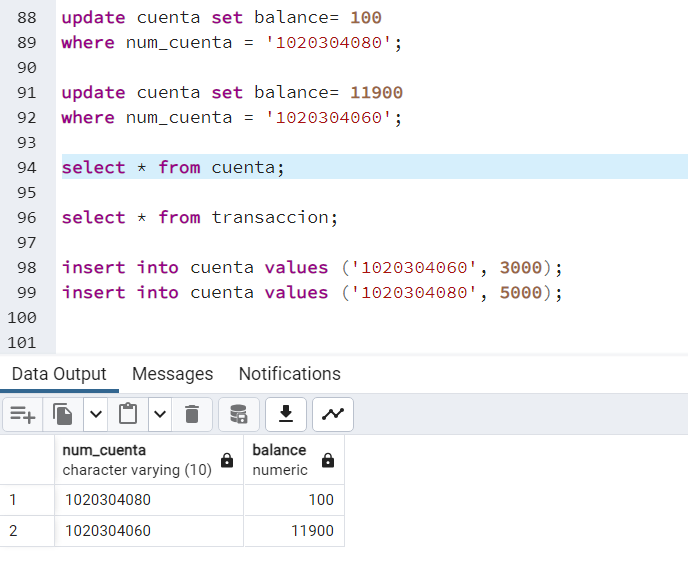 88 update cuenta set balance= 100
89 where num_cuenta = '1020304080';
90
91 update cuenta set balance= 11900
92 where num_cuenta = '1020304060';
93
94 select * from cuenta;
95
96 select * from transaccion;
97
98 insert into cuenta values ('1020304060', 3000);
99 insert into cuenta values ('1020304080', 5000);
100
101
Data Output Messages Notifications
num_cuenta balance
character varying (10) numeric
1 1020304080 100
2 1020304060 11900